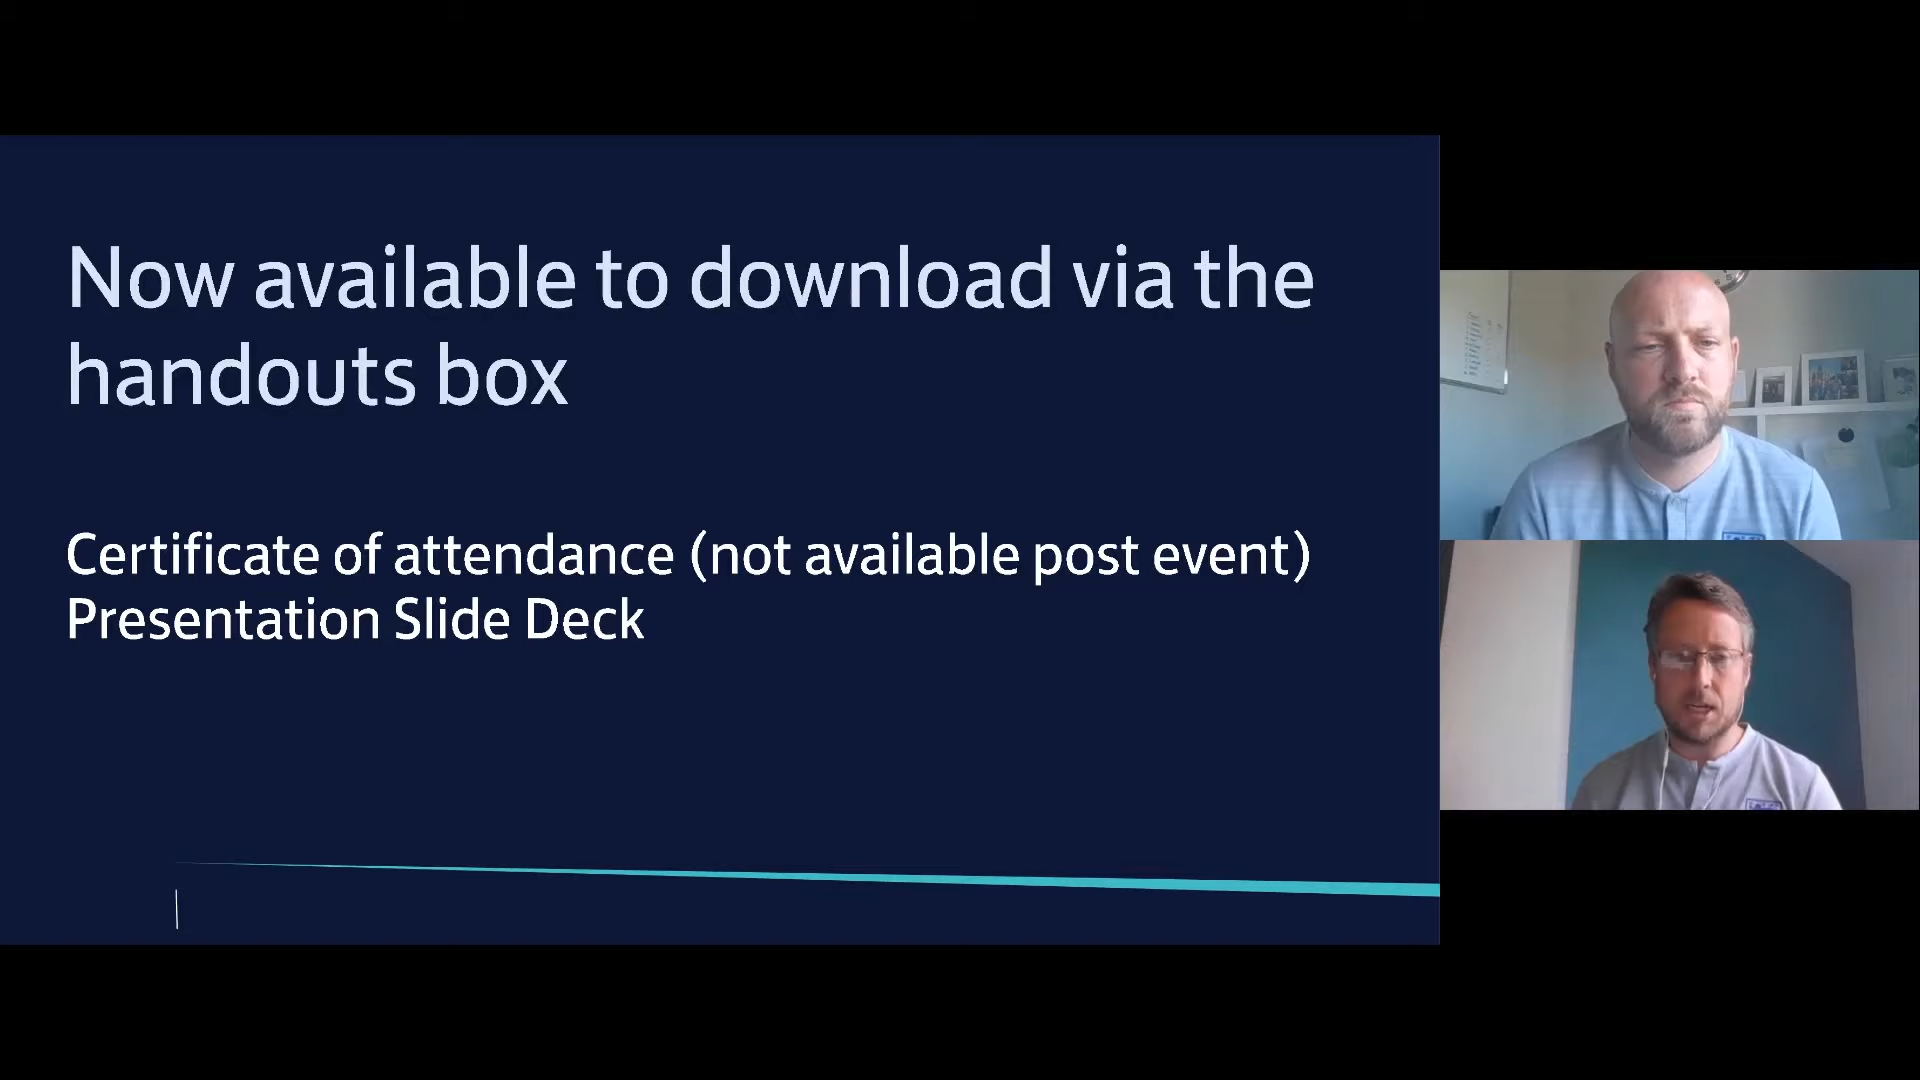 Now available to download via the
handouts box
Certificate of attendance (not available post event)
Presentation Slide Deck